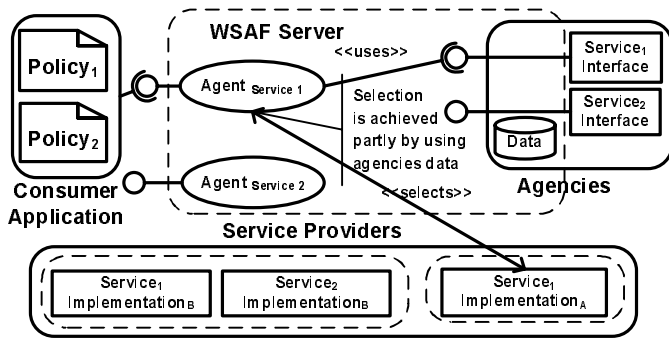 WSAF Server
<<uses>>
Policy1
Policy2
Consumer
Application
Agent Service 1
Agent Service 2
Selection
is achieved
partly by using
agencies data
<<selects>>
Service1
Interface
Service2
Interface
Data
Agencies
Service Providers
Service1
ImplementationB
Service2
ImplementationB
Service1
ImplementationA